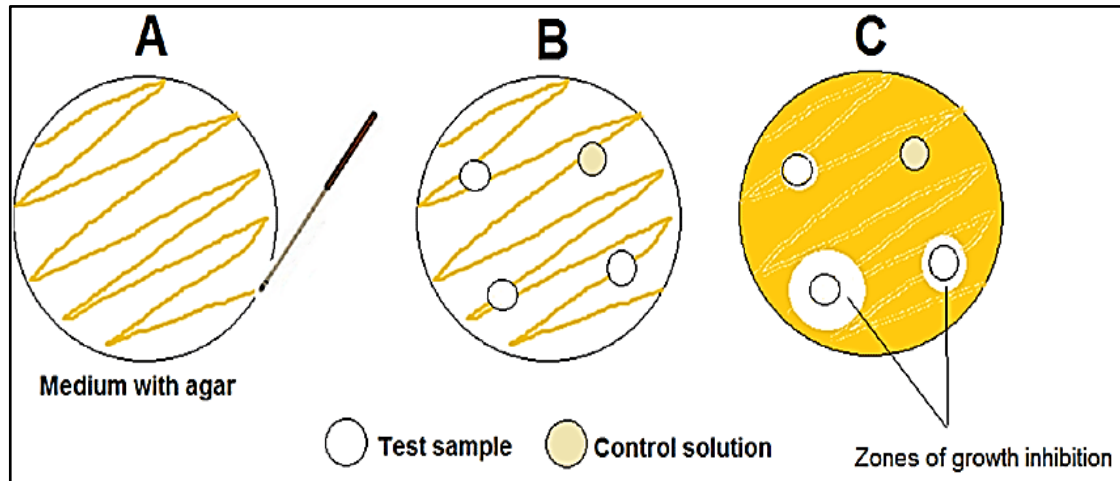 A
B
C
Medium with agar
Test sample
Control solution
Zones of growth inhibition